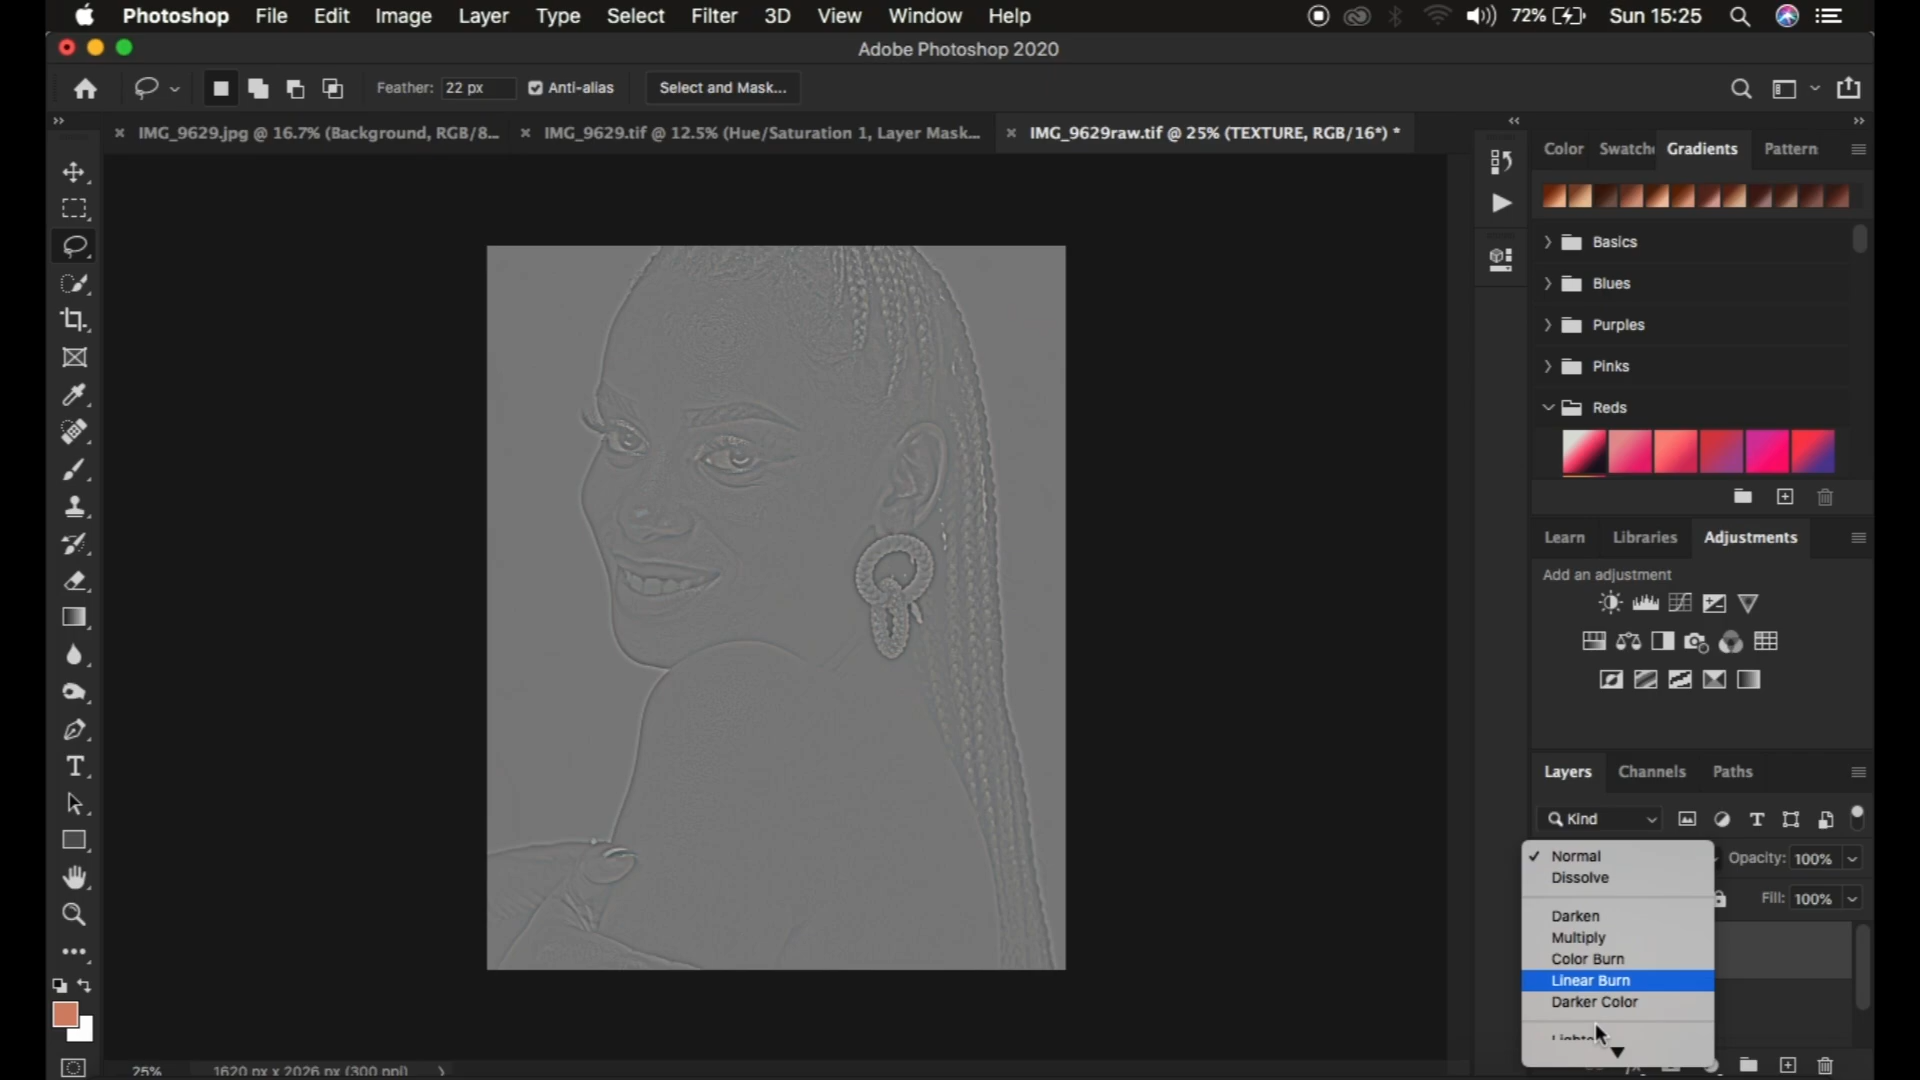 Photoshop File Edit Image Layer Type Select Filter 3D View Window Help 72% Sun 15:25
Adobe Photoshop 2020
Feather: 22 px Anti-alias Select and Mask...
IMG_9629.jpg @ 16.7% (Background, RGB/8... IMG_9629.tif @ 12.5% (Hue/Saturation 1, Layer Mask... IMG_9629raw.tif @ 25% (TEXTURE, RGB/16*) *
Color Swatche Gradients Pattern
Basics
Blues
Purples
Pinks
Reds
Learn Libraries Adjustments
Add an adjustment
Layers Channels Paths
Kind
Normal Opacity: 100%
Dissolve
Fill: 100%
Darken
Multiply
Color Burn
Linear Burn
Darker Color
25% 1620 px x 2026 px (300 ppi)